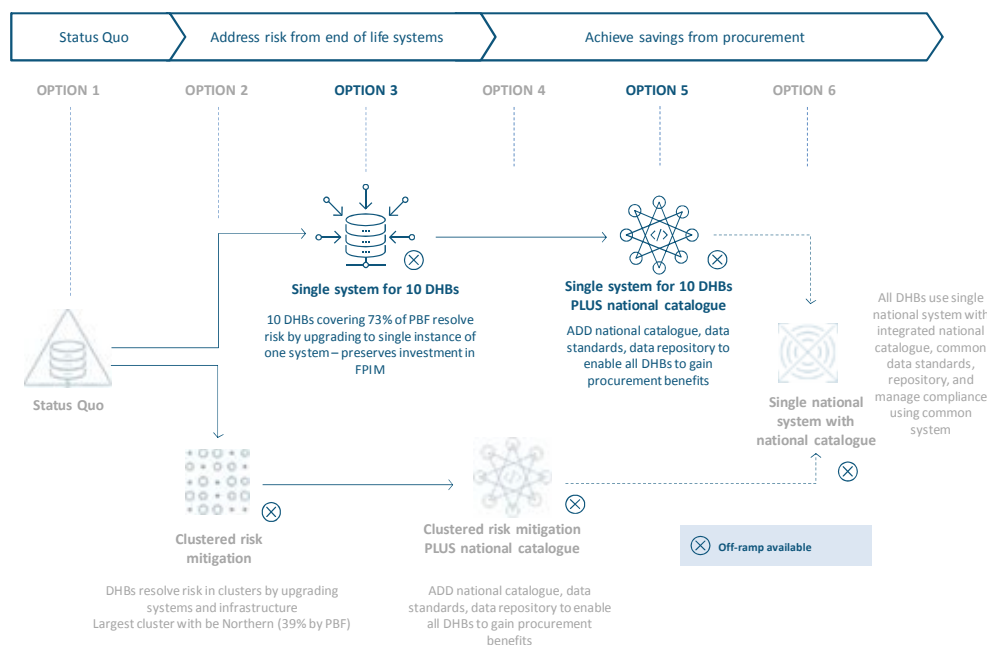 Status Quo
Address risk from end of life systems
Achieve savings from procurement
OPTION 1
OPTION 2
OPTION 3
OPTION 4
OPTION 5
OPTION 6
Single system for 10 DHBs
10 DHBs covering 73% of PBF resolve
risk by upgrading to single instance of
one system – preserves investment in
FPIM
Single system for 10 DHBs
PLUS national catalogue
ADD national catalogue, data
standards, data repository to
enable all DHBs to gain
procurement benefits
All DHBs use single
national system with
integrated national
catalogue, common
data standards,
repository, and
manage compliance
using common
system
Status Quo
Single national
system with
national catalogue
Clustered risk
mitigation
DHBs resolve risk in clusters by upgrading
systems and infrastructure
Largest cluster with be Northern (39% by PBF)
Clustered risk mitigation
PLUS national catalogue
ADD national catalogue, data
standards, data repository to enable
all DHBs to gain procurement
benefits
Off-ramp available